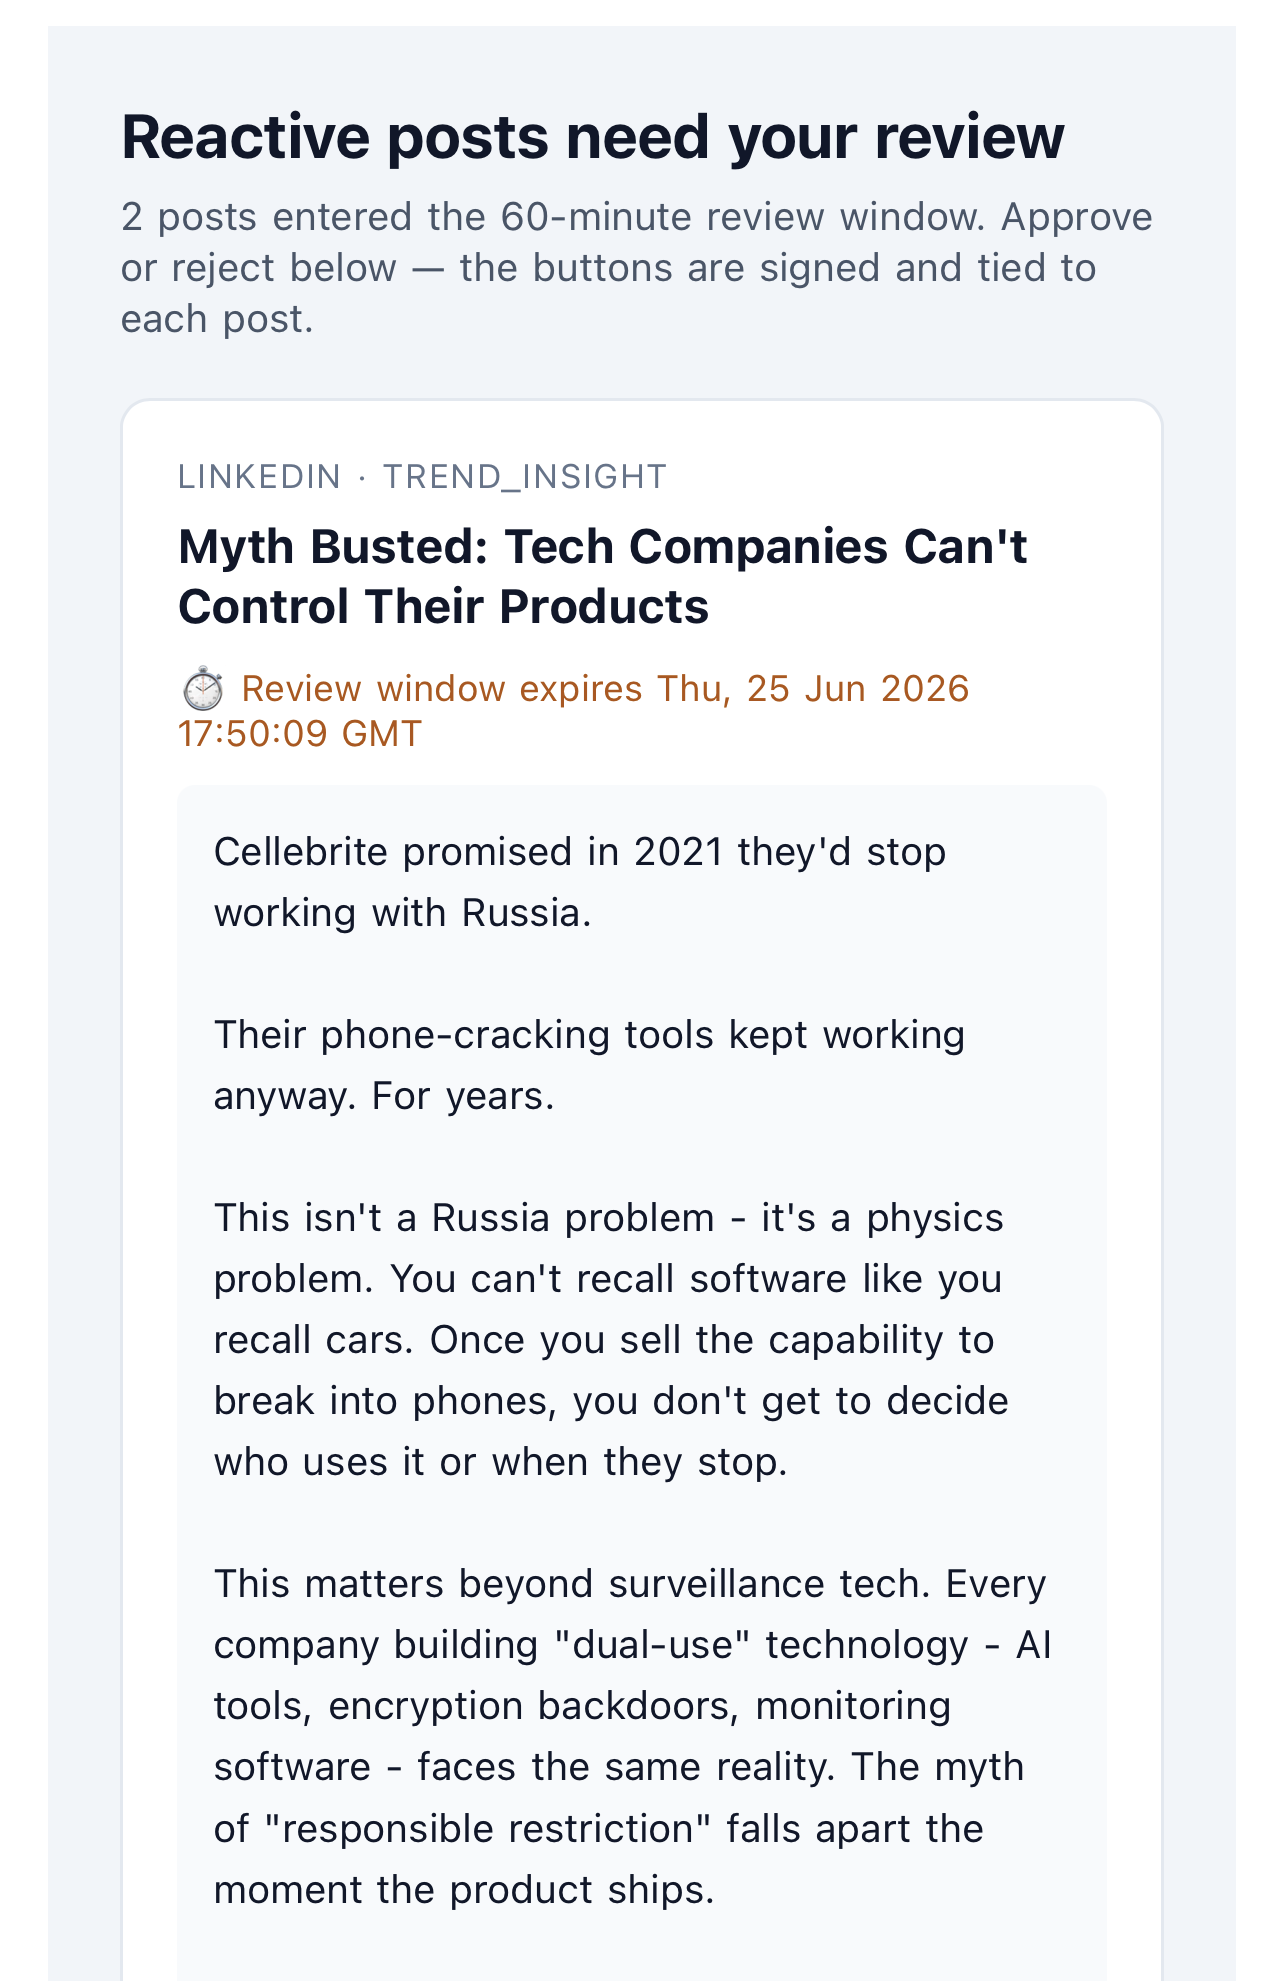 Reactive posts need your review
2 posts entered the 60-minute review window. Approve
or reject below — the buttons are signed and tied to
each post.
LINKEDIN · TREND_INSIGHT
Myth Busted: Tech Companies Can't
Control Their Products
⏱ Review window expires Thu, 25 Jun 2026
17:50:09 GMT
Cellebrite promised in 2021 they'd stop
working with Russia.
Their phone-cracking tools kept working
anyway. For years.
This isn't a Russia problem - it's a physics
problem. You can't recall software like you
recall cars. Once you sell the capability to
break into phones, you don't get to decide
who uses it or when they stop.
This matters beyond surveillance tech. Every
company building "dual-use" technology - AI
tools, encryption backdoors, monitoring
software - faces the same reality. The myth
of "responsible restriction" falls apart the
moment the product ships.